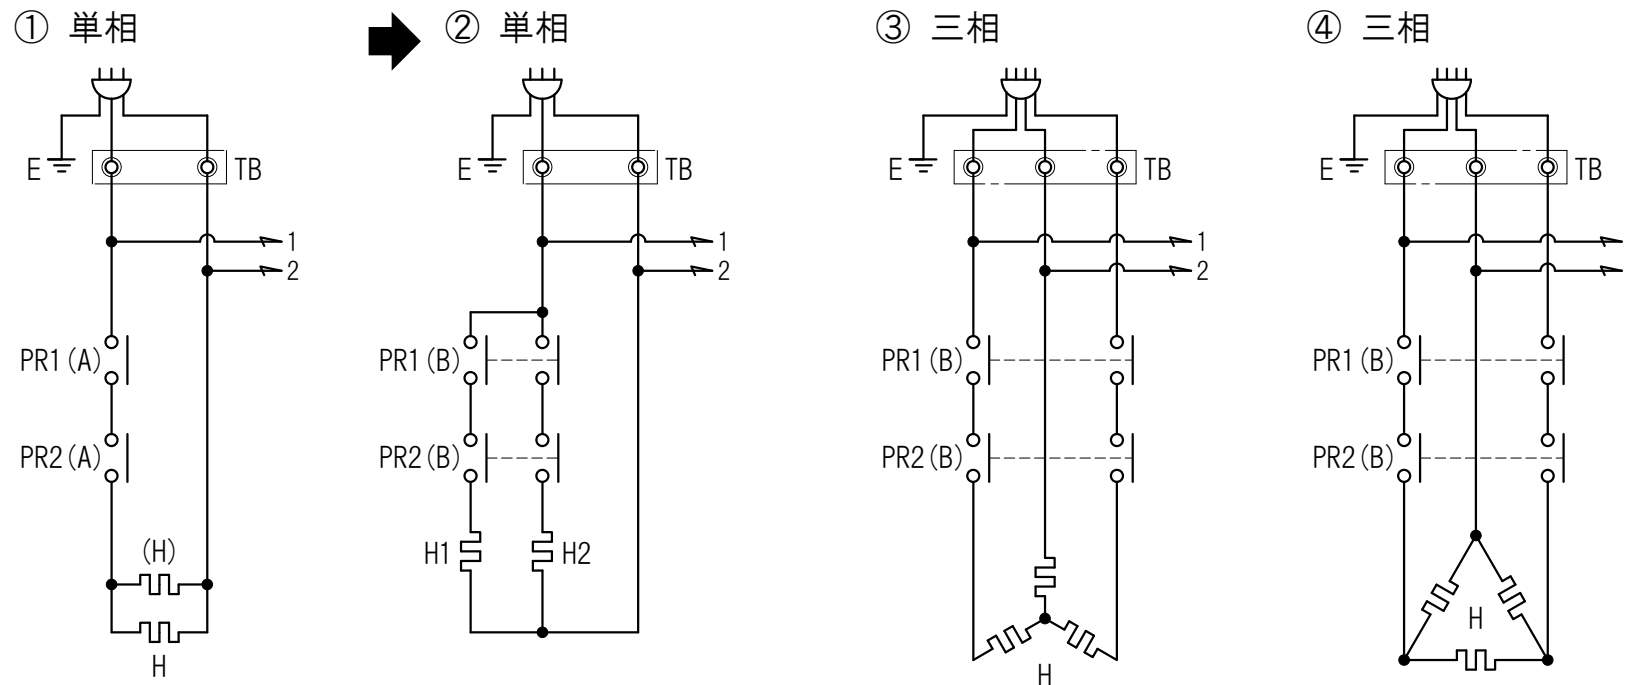 ① 単相
E
TB
1
2
PR1(A)
PR2(A)
(H)
H
② 単相
E
TB
1
2
PR1(B)
PR2(B)
H1
H2
③ 三相
E
TB
1
2
PR1(B)
PR2(B)
H
④ 三相
E
TB
PR1(B)
PR2(B)
H